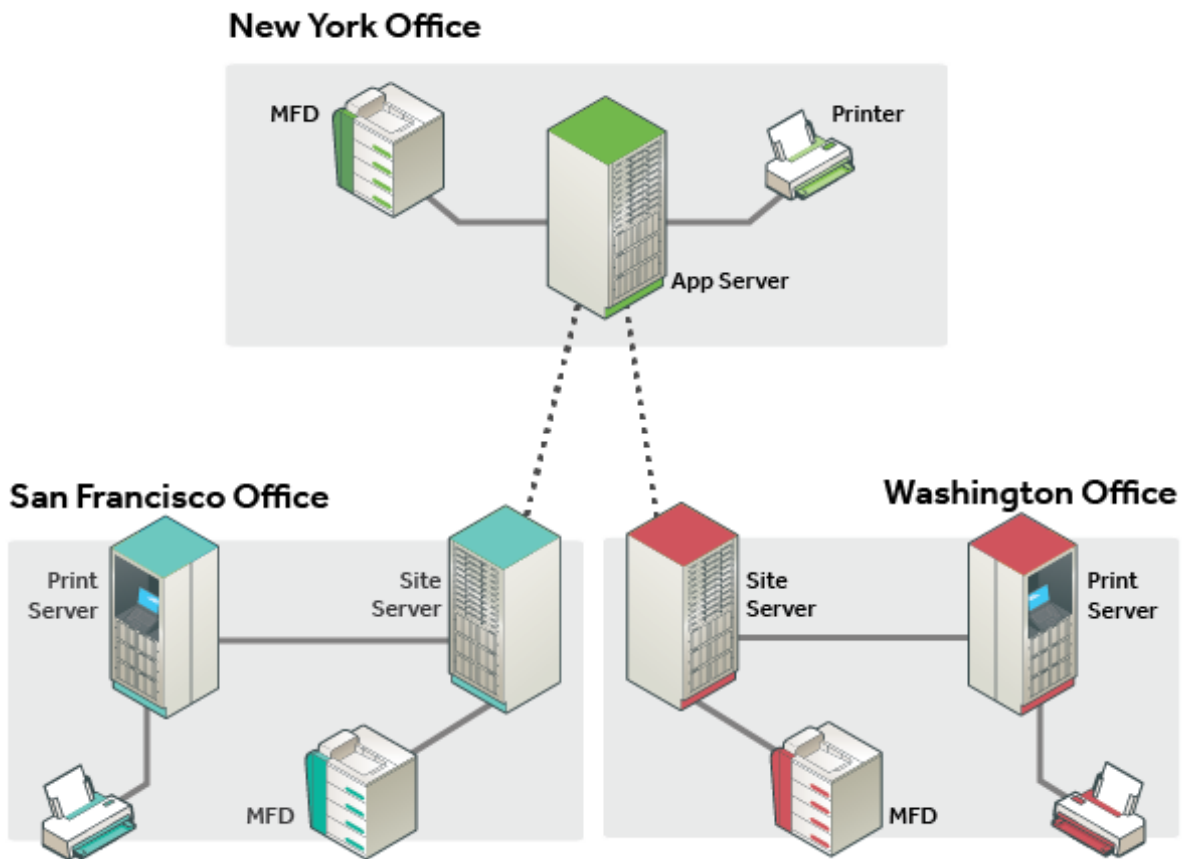 New York Office
MFD
Printer
App Server
San Francisco Office
Print
Server
Site
Server
MFD
Washington Office
Site
Server
Print
Server
MFD